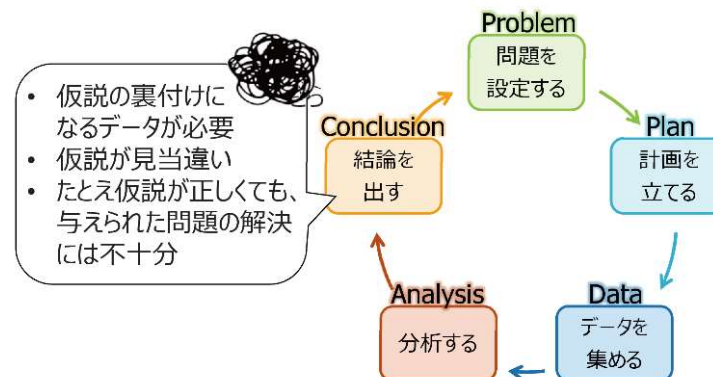 Problem
問題を
設定する
Plan
計画を
立てる
Data
データを
集める
Analysis
分析する
Conclusion
結論を
出す
• 仮説の裏付けに
なるデータが必要
• 仮説が見当違い
• たとえ仮説が正しくても、
与えられた問題の解決
には不十分